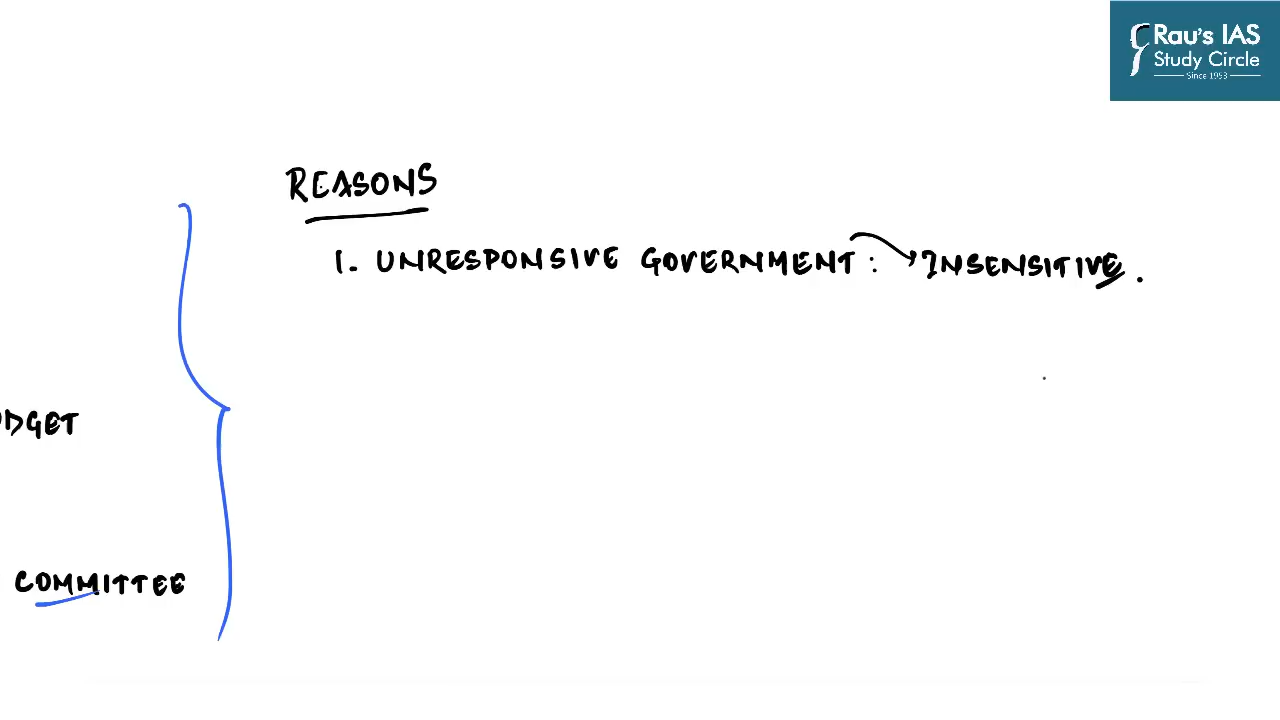 Rau's IAS
Study Circle
Since 1953
REASONS
1. UNRESPONSIVE GOVERNMENT: INSENSITIVE.
DGET
COMMITTEE